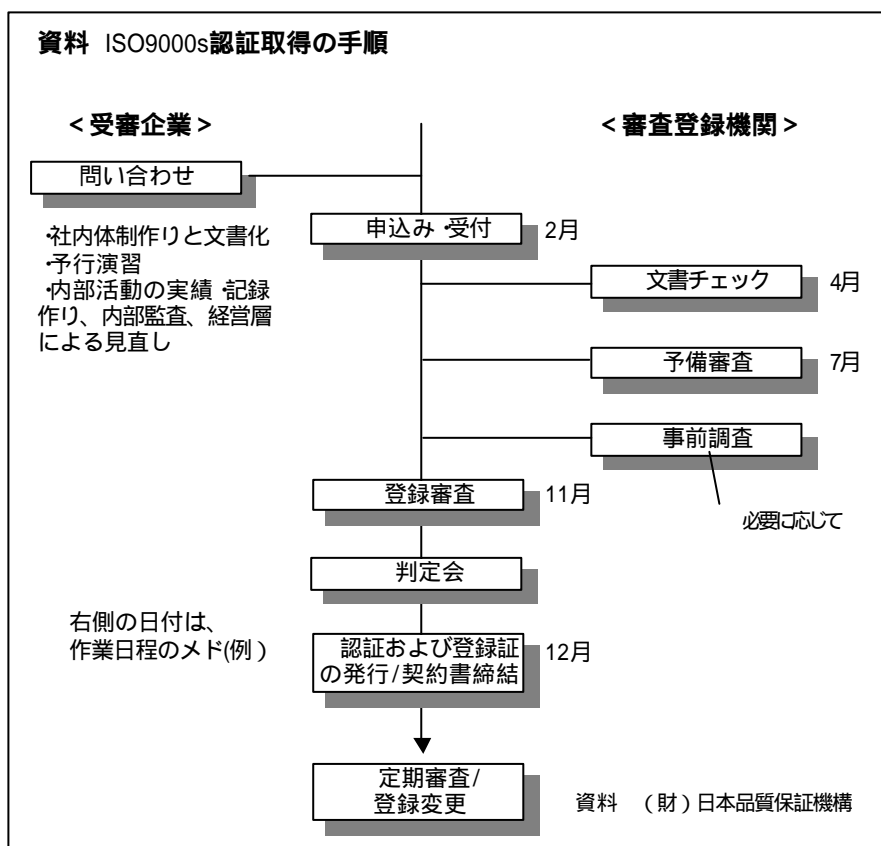 資料 ISO9000s認証取得の手順
<受審企業>
<審査登録機関>
問い合わせ
・社内体制作りと文書化
・予行演習
・内部活動の実績・記録
作り、内部監査、経営層
による見直し
申込み・受付
2月
文書チェック
4月
予備審査
7月
事前調査
必要に応じて
登録審査
11月
判定会
右側の日付は、
作業日程のメド(例)
認証および登録証
の発行/契約書締結
12月
定期審査/
登録変更
資料 (財)日本品質保証機構